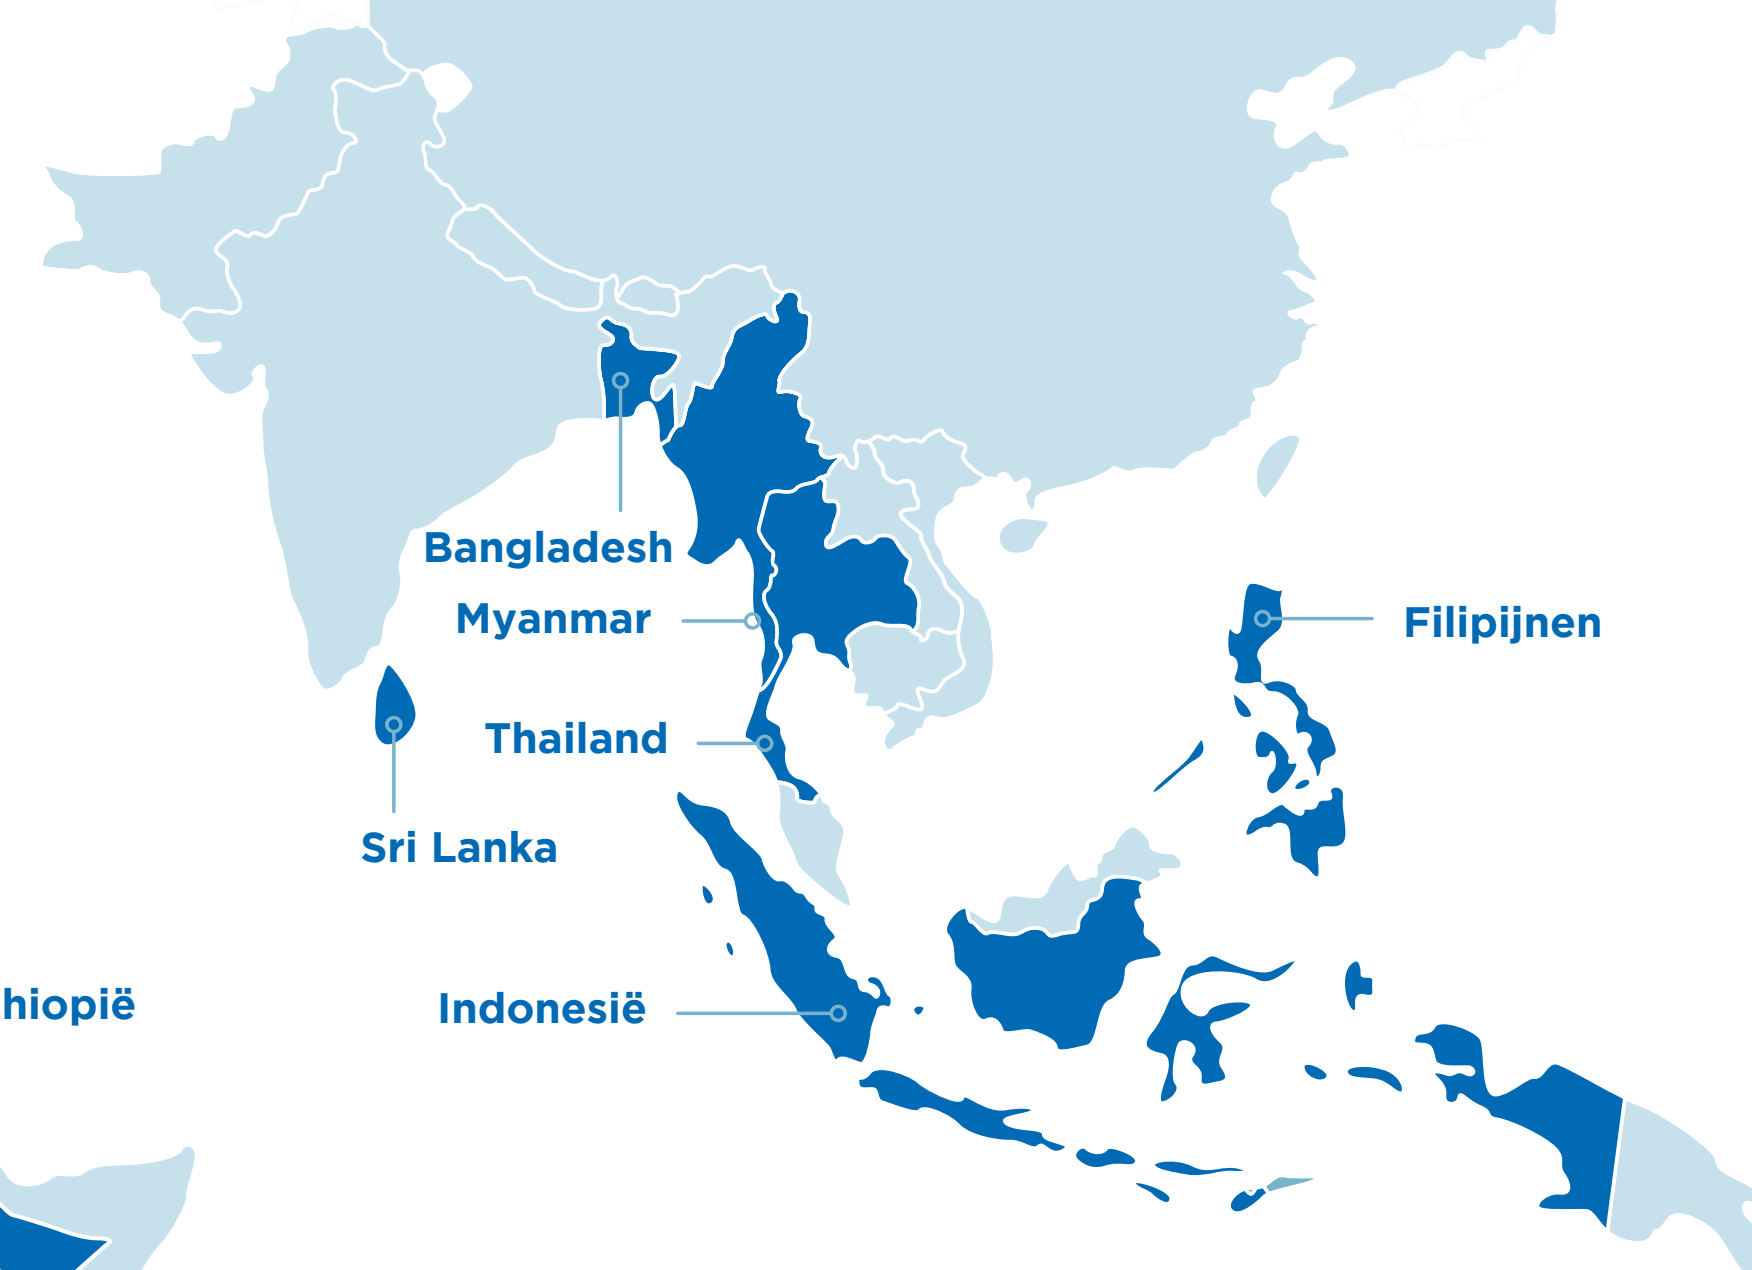 Bangladesh
Myanmar
Filipijnen
Thailand
Sri Lanka
hiopië
Indonesië